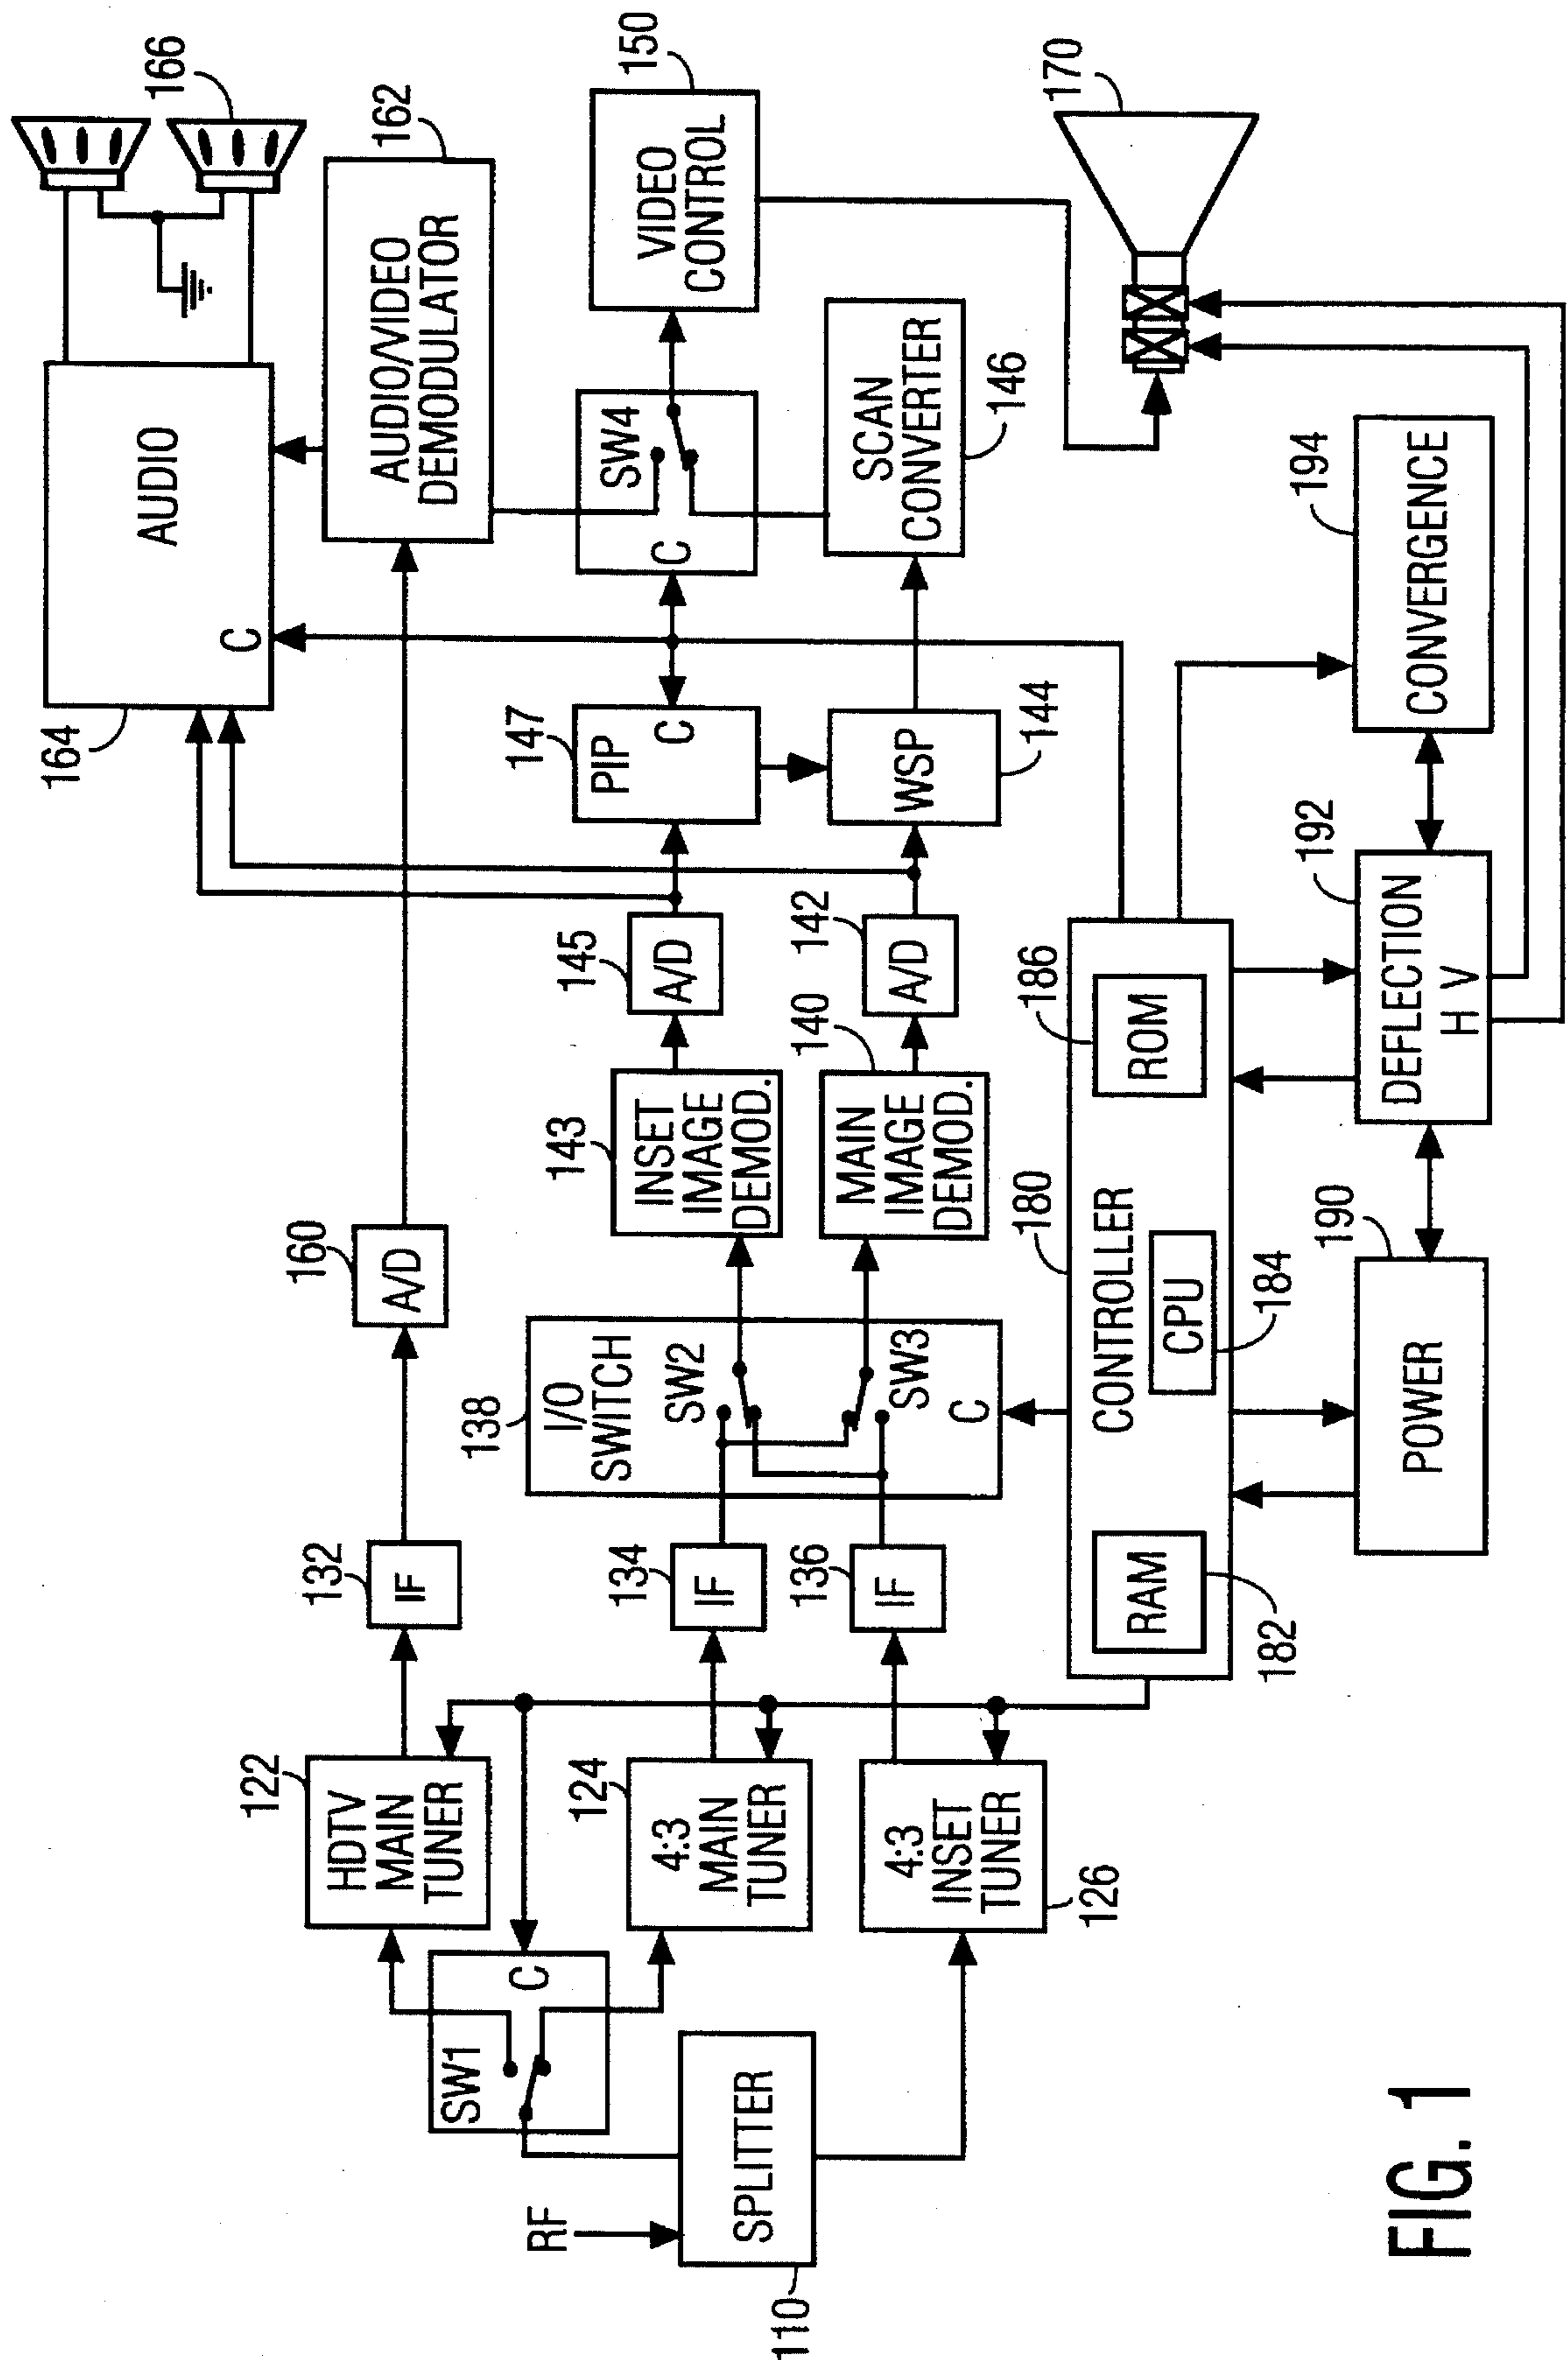 164
AUDIO
C
166
AUDIO/VIDEO
DEMODULATOR
162
160
A/D
132
IF
122
HDTV
MAIN
TUNER
SW1
C
RF
SPLITTER
110
124
4:3
MAIN
TUNER
4:3
INSET
TUNER
126
134
IF
136
IF
138
I/O
SWITCH
SW2
SW3
C
143
INSET
IMAGE
DEMOD.
140
MAIN
IMAGE
DEMOD.
145
A/D
142
A/D
147
PIP
C
WSP
144
SW4
C
SCAN
CONVERTER
146
VIDEO
CONTROL
150
170
180
CONTROLLER
RAM
182
CPU
184
ROM
186
190
POWER
192
DEFLECTION
H V
194
CONVERGENCE
FIG. 1